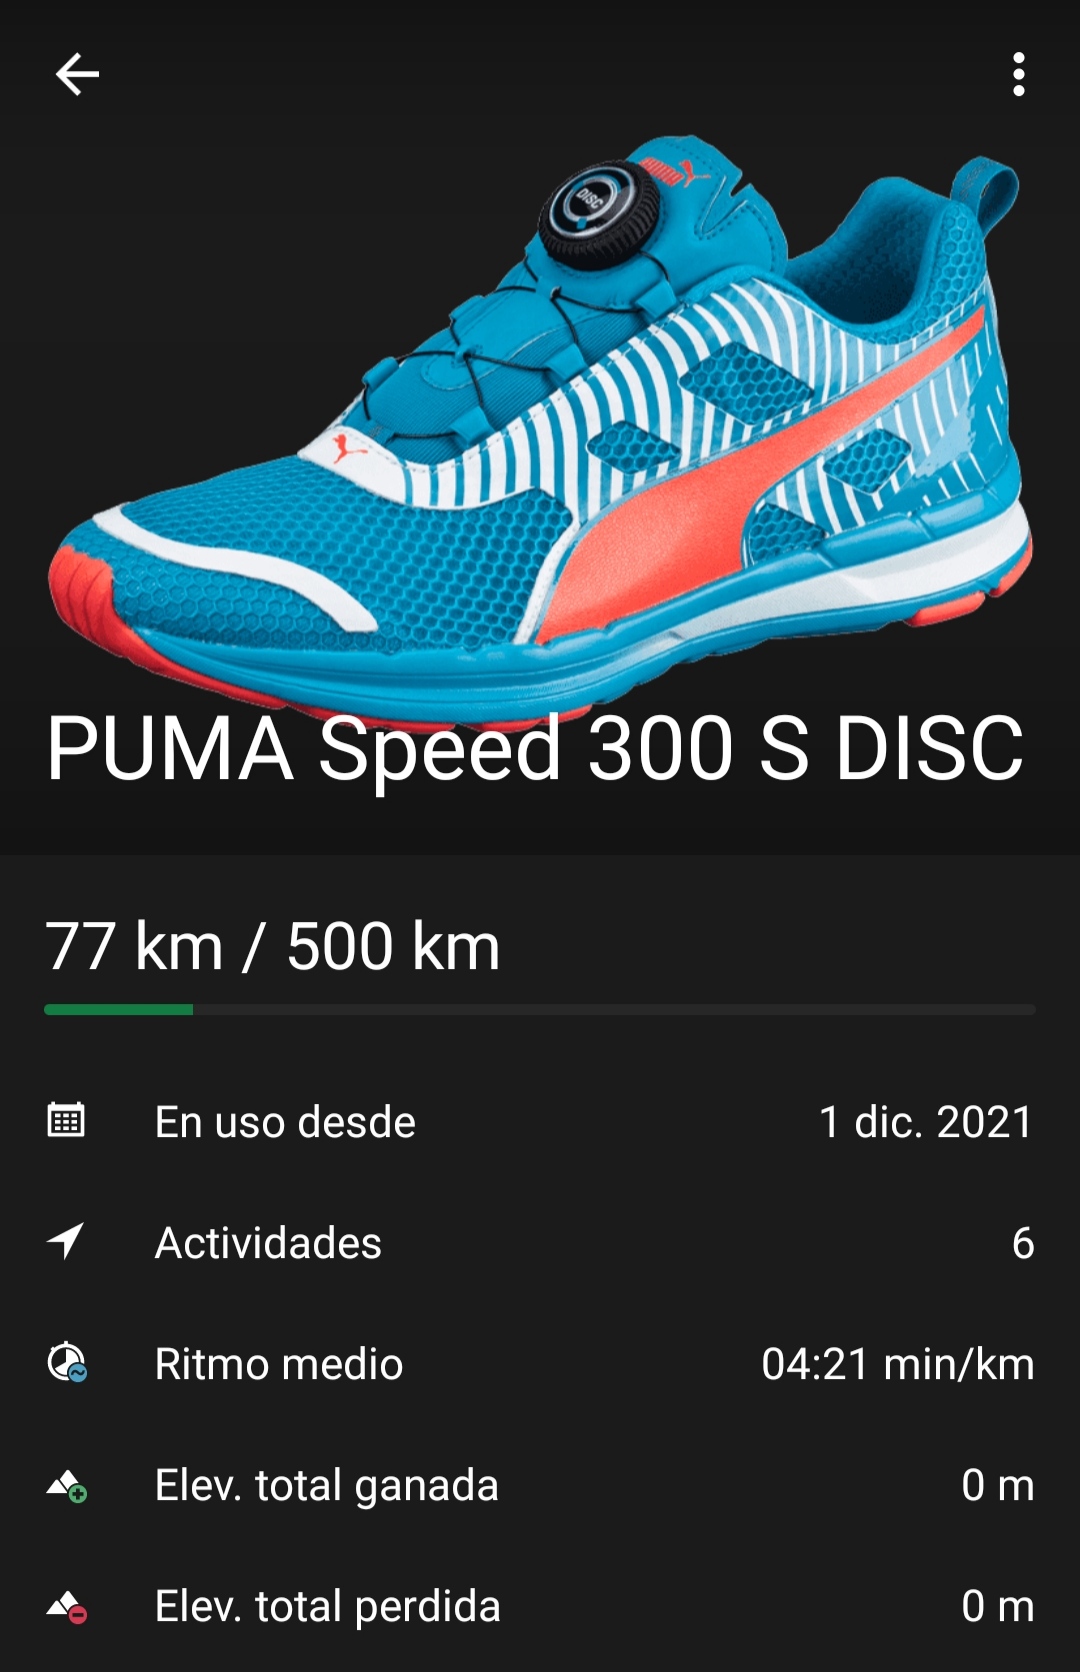 DISC
PUMA Speed 300 S DISC
77 km / 500 km
En uso desde 1 dic. 2021
Actividades 6
Ritmo medio 04:21 min/km
Elev. total ganada 0 m
Elev. total perdida 0 m